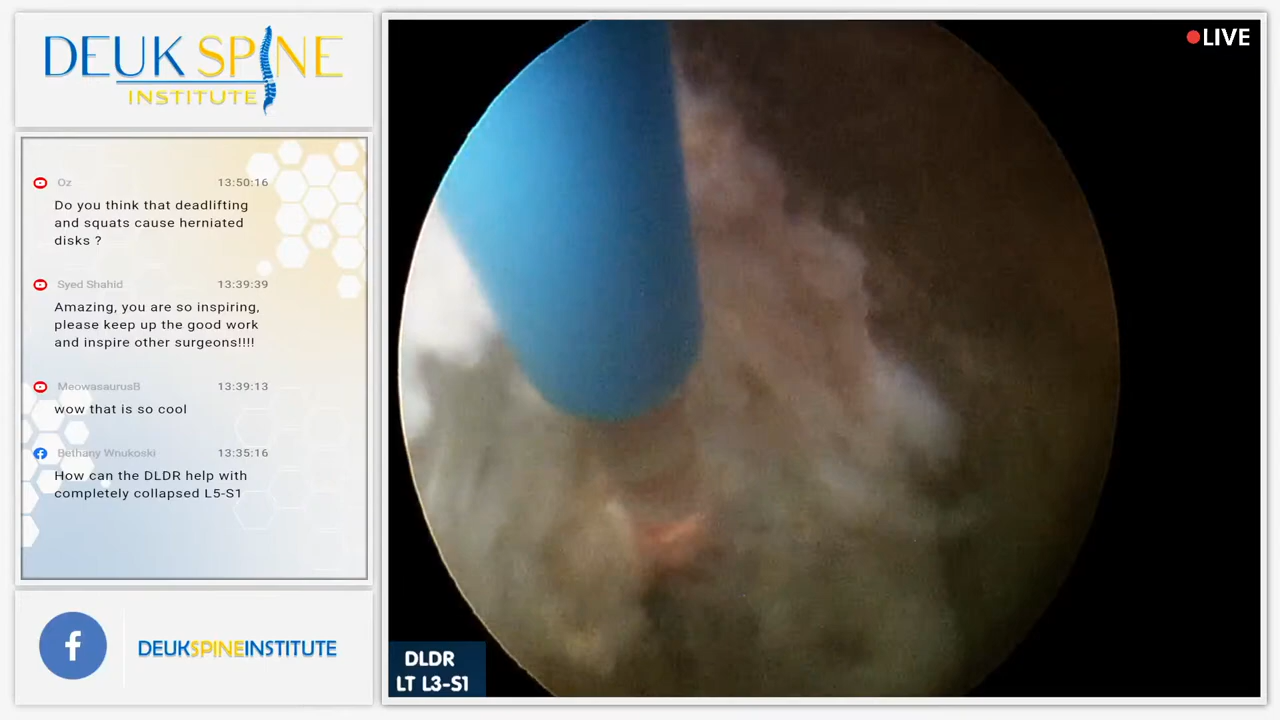 DEUK SPINE
INSTITUTE
Oz 13:50:16
Do you think that deadlifting
and squats cause herniated
disks ?
Syed Shahid 13:39:39
Amazing, you are so inspiring,
please keep up the good work
and inspire other surgeons!!!!
MeowasaurusB 13:39:13
wow that is so cool
Bethany Wnukoski 13:35:16
How can the DLDR help with
completely collapsed L5-S1
f
DEUKSPINEINSTITUTE
LIVE
DLDR
LT L3-S1